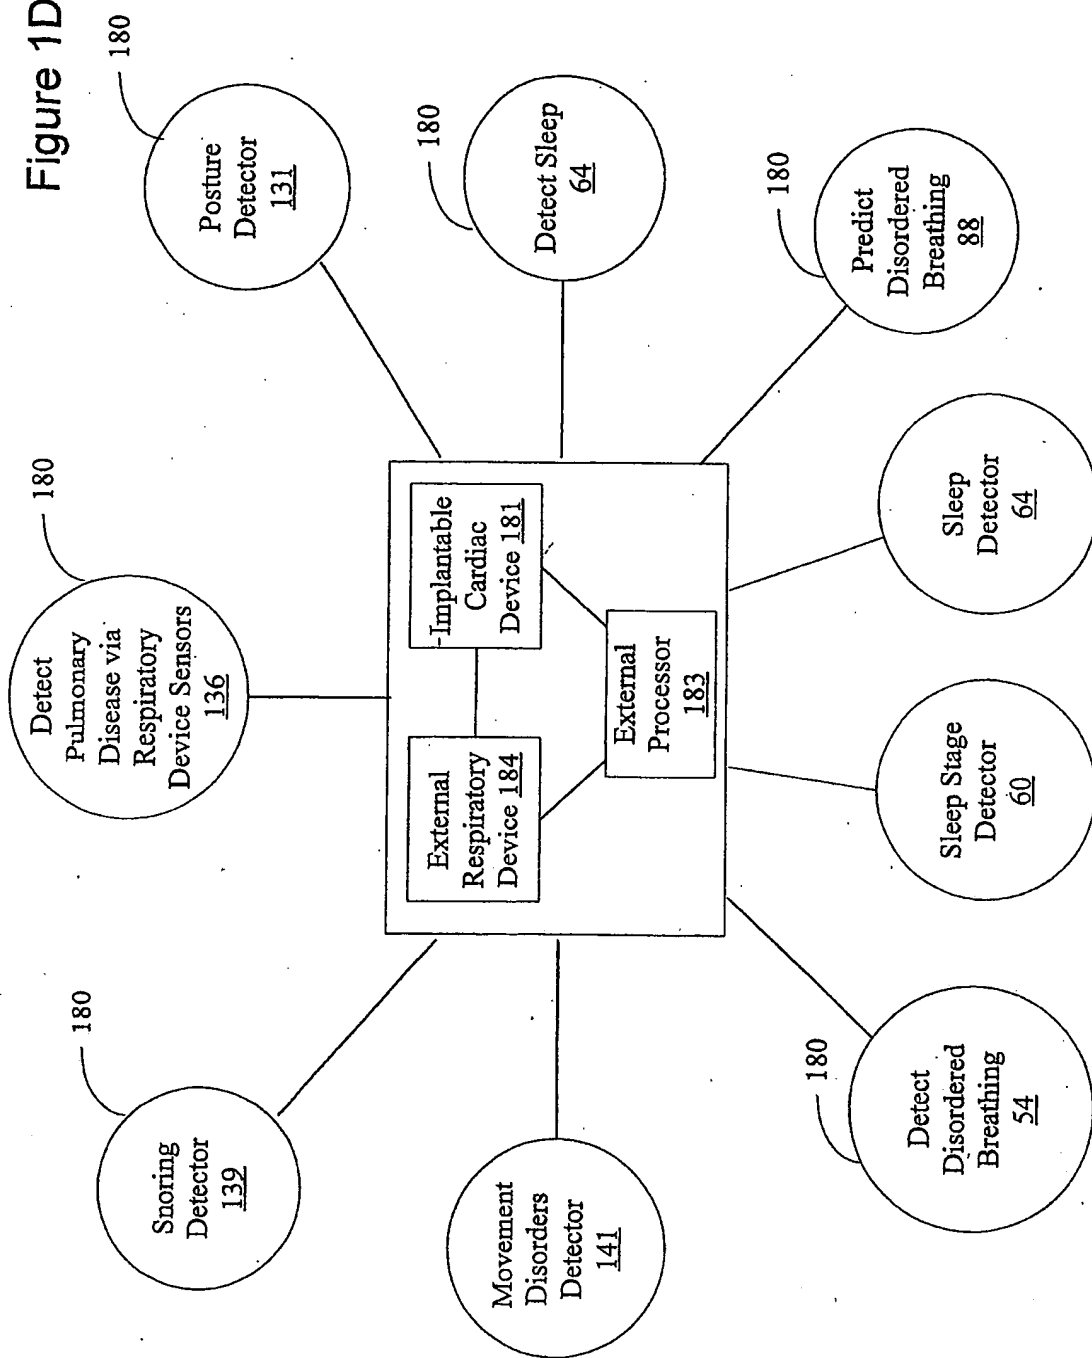 Figure 1D
180
Posture
Detector
131
180
Detect Sleep
64
180
Predict
Disordered
Breathing
88
Sleep
Detector
64
Sleep Stage
Detector
60
180
Detect
Disordered
Breathing
54
Movement
Disorders
Detector
141
180
Snoring
Detector
139
180
Detect
Pulmonary
Disease via
Respiratory
Device Sensors
136
Implantable
Cardiac
Device 181
External
Respiratory
Device 184
External
Processor
183